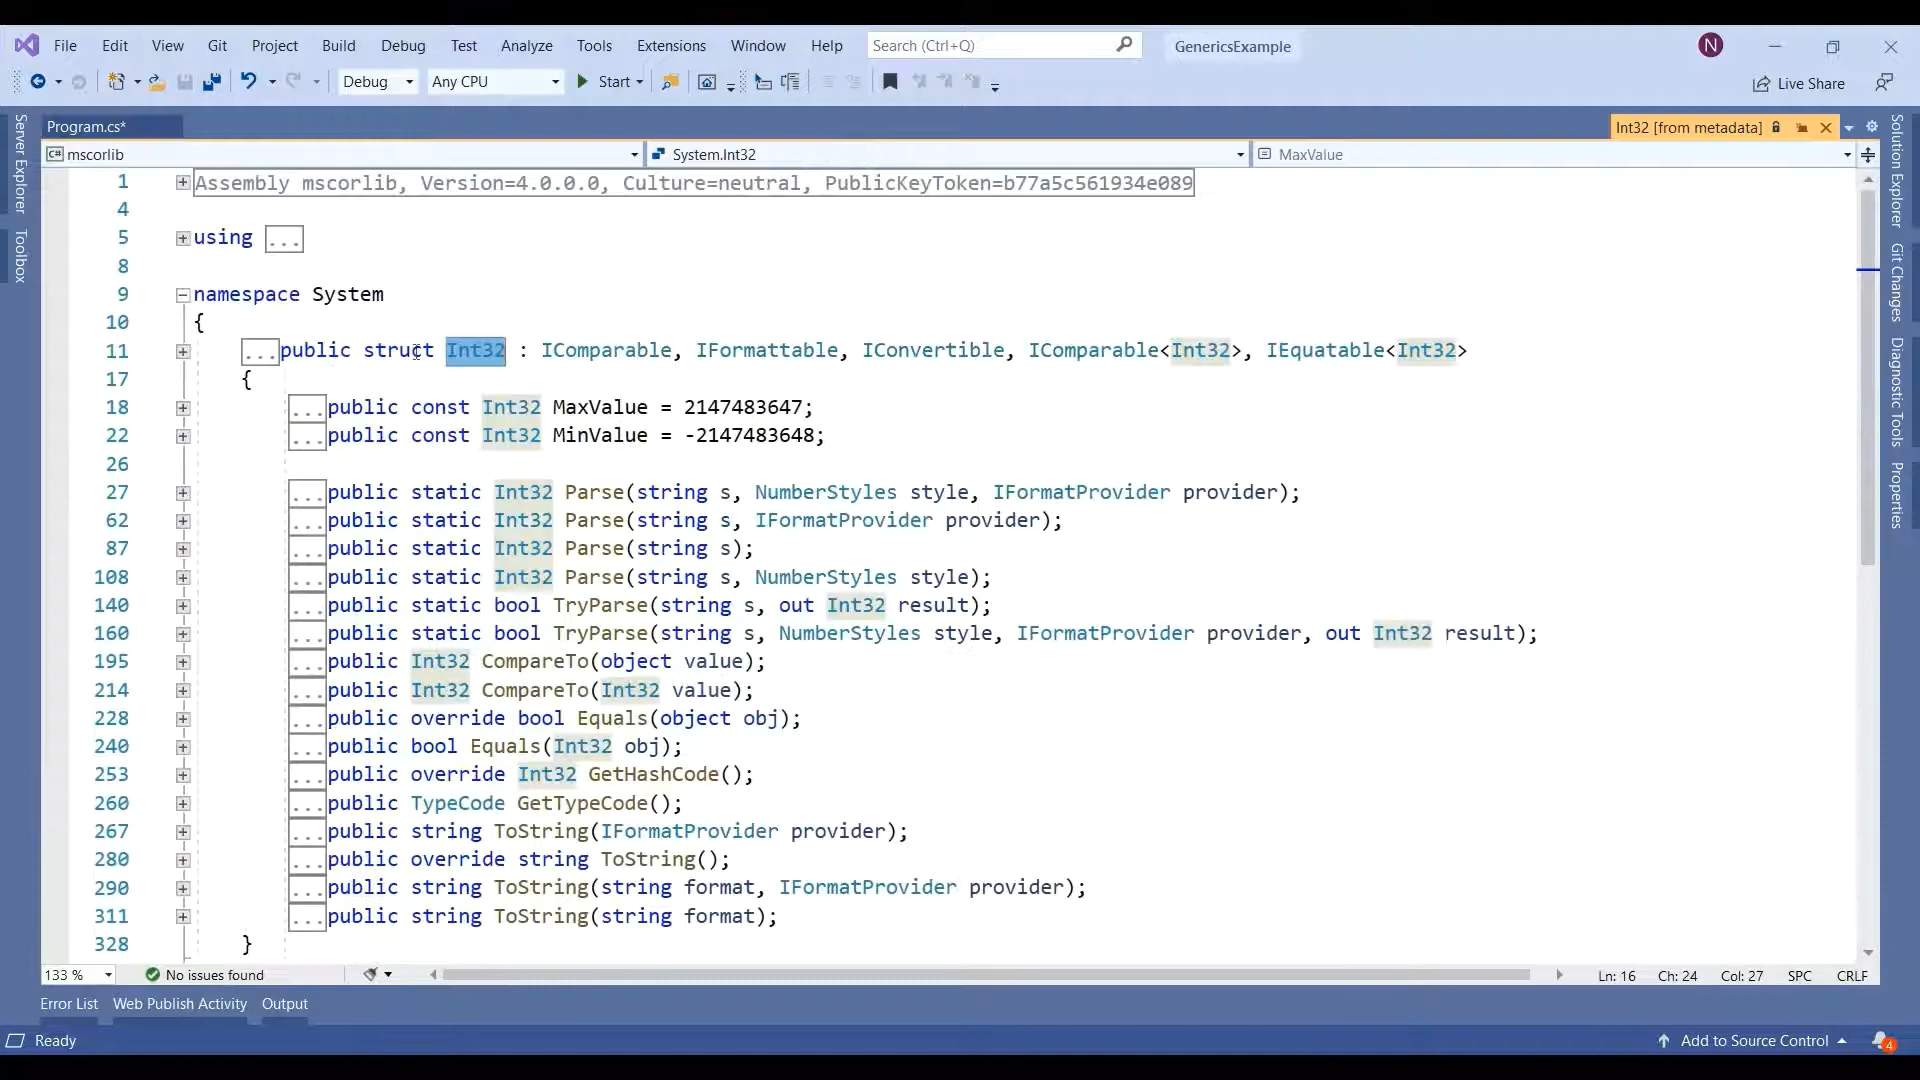 File Edit View Git Project Build Debug Test Analyze Tools Extensions Window Help Search (Ctrl+Q) GenericsExample N
Debug Any CPU Start Live Share
Server Explorer
Toolbox
Program.cs* Int32 [from metadata]
C# mscorlib System.Int32 MaxValue
1 Assembly mscorlib, Version=4.0.0.0, Culture=neutral, PublicKeyToken=b77a5c561934e089
4
5 using ...
8
9 namespace System
10 {
11 ...public struct Int32 : IComparable, IFormattable, IConvertible, IComparable<Int32>, IEquatable<Int32>
17 {
18 ...public const Int32 MaxValue = 2147483647;
22 ...public const Int32 MinValue = -2147483648;
26
27 ...public static Int32 Parse(string s, NumberStyles style, IFormatProvider provider);
62 ...public static Int32 Parse(string s, IFormatProvider provider);
87 ...public static Int32 Parse(string s);
108 ...public static Int32 Parse(string s, NumberStyles style);
140 ...public static bool TryParse(string s, out Int32 result);
160 ...public static bool TryParse(string s, NumberStyles style, IFormatProvider provider, out Int32 result);
195 ...public Int32 CompareTo(object value);
214 ...public Int32 CompareTo(Int32 value);
228 ...public override bool Equals(object obj);
240 ...public bool Equals(Int32 obj);
253 ...public override Int32 GetHashCode();
260 ...public TypeCode GetTypeCode();
267 ...public string ToString(IFormatProvider provider);
280 ...public override string ToString();
290 ...public string ToString(string format, IFormatProvider provider);
311 ...public string ToString(string format);
328 }
Solution Explorer
Git Changes
Diagnostic Tools
Properties
133 % No issues found Ln: 16 Ch: 24 Col: 27 SPC CRLF
Error List Web Publish Activity Output
Ready Add to Source Control 4